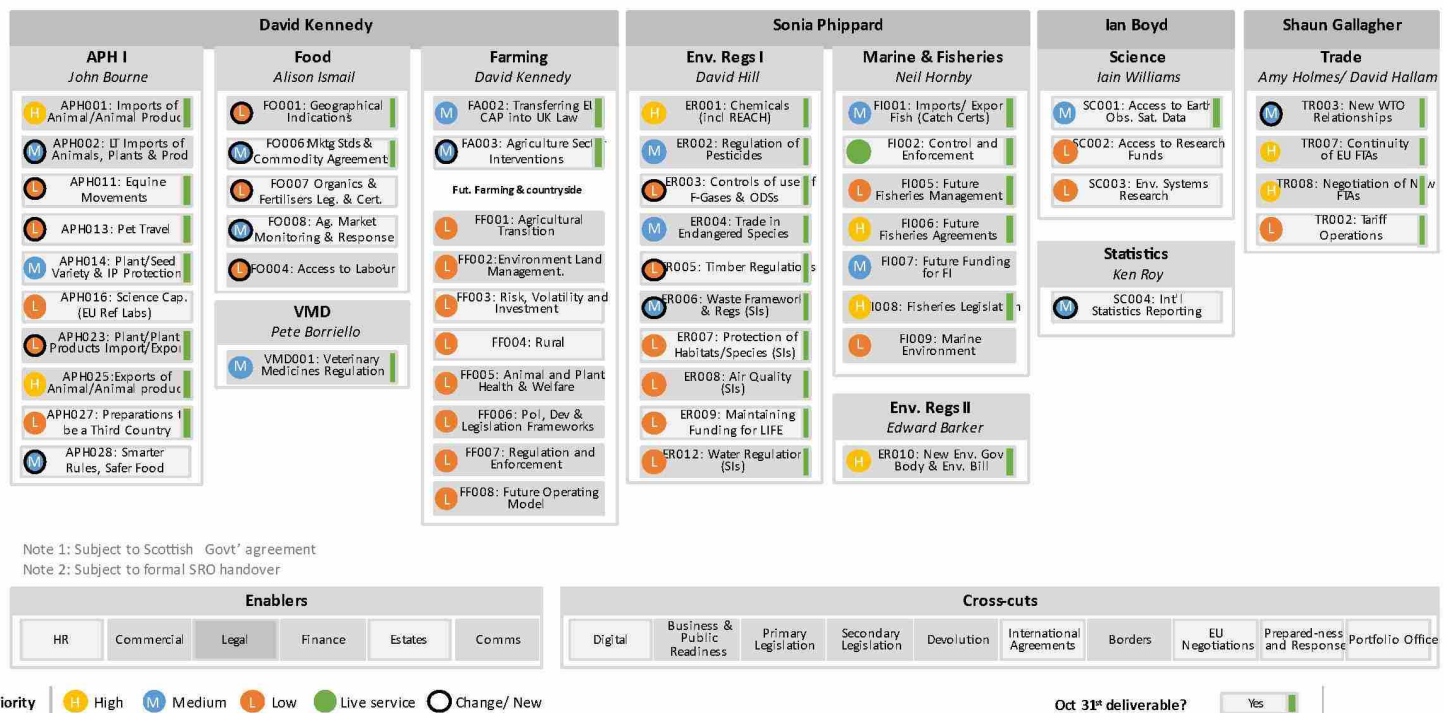 David Kennedy
Sonia Phippard
Ian Boyd
Shaun Gallagher
APH I
John Bourne
H
APH001: Imports of
Animal/Animal Produc
M
APH002: LT Imports of
Animals, Plants & Prod
L
APH011: Equine
Movements
L
APH013: Pet Travel
M
APH014: Plant/Seed
Variety & IP Protection
L
APH016: Science Cap.
(EU Ref Labs)
L
APH023: Plant/Plant
Products Import/Expor
H
APH025:Exports of
Animal/Animal produc
L
APH027: Preparations t
be a Third Country
M
APH028: Smarter
Rules, Safer Food
Food
Alison Ismail
L
FO001: Geographical
Indications
M
FO006 Mktg Stds &
Commodity Agreement
L
FO007 Organics &
Fertilisers Leg. & Cert.
M
FO008: Ag. Market
Monitoring & Response
L
FO004: Access to Labour
VMD
Pete Borriello
M
VMD001: Veterinary
Medicines Regulation
Farming
David Kennedy
M
FA002: Transferring EU
CAP into UK Law
M
FA003: Agriculture Sect
Interventions
Fut. Farming & countryside
L
FF001: Agricultural
Transition
L
FF002:Environment Land
Management.
L
FF003: Risk, Volatility and
Investment
L
FF004: Rural
L
FF005: Animal and Plant
Health & Welfare
L
FF006: Pol, Dev &
Legislation Frameworks
L
FF007: Regulation and
Enforcement
L
FF008: Future Operating
Model
Env. Regs I
David Hill
H
ER001: Chemicals
(incl REACH)
M
ER002: Regulation of
Pesticides
L
ER003: Controls of use of
F-Gases & ODSs
M
ER004: Trade in
Endangered Species
L
ER005: Timber Regulations
M
ER006: Waste Framework
& Regs (SIs)
L
ER007: Protection of
Habitats/Species (SIs)
L
ER008: Air Quality
(SIs)
L
ER009: Maintaining
Funding for LIFE
L
ER012: Water Regulation
(SIs)
Marine & Fisheries
Neil Hornby
M
FI001: Imports/ Expor
Fish (Catch Certs)
FI002: Control and
Enforcement
L
FI005: Future
Fisheries Management
H
FI006: Future
Fisheries Agreements
M
FI007: Future Funding
for FI
H
FI008: Fisheries Legislation
L
FI009: Marine
Environment
Env. Regs II
Edward Barker
H
ER010: New Env. Gov
Body & Env. Bill
Science
Iain Williams
M
SC001: Access to Earth
Obs. Sat. Data
L
SC002: Access to Research
Funds
L
SC003: Env. Systems
Research
Statistics
Ken Roy
M
SC004: Int'l
Statistics Reporting
Trade
Amy Holmes/ David Hallam
M
TR003: New WTO
Relationships
H
TR007: Continuity
of EU FTAs
H
TR008: Negotiation of New
FTAs
L
TR002: Tariff
Operations
Note 1: Subject to Scottish Govt' agreement
Note 2: Subject to formal SRO handover
Enablers
HR
Commercial
Legal
Finance
Estates
Comms
Cross-cuts
Digital
Business &
Public
Readiness
Primary
Legislation
Secondary
Legislation
Devolution
International
Agreements
Borders
EU
Negotiations
Prepared-ness
and Response
Portfolio Office
iority
H High
M Medium
L Low
Live service
Change/ New
Oct 31st deliverable?
Yes